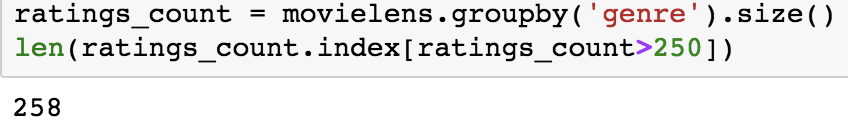 ratings_count = movielens.groupby('genre').size()
len(ratings_count.index[ratings_count>250])
258